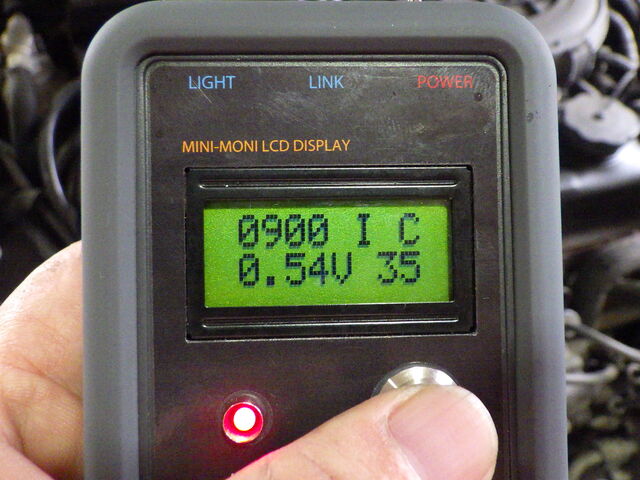 LIGHT LINK POWER
MINI-MONI LCD DISPLAY
0900 I C
0.54V 35